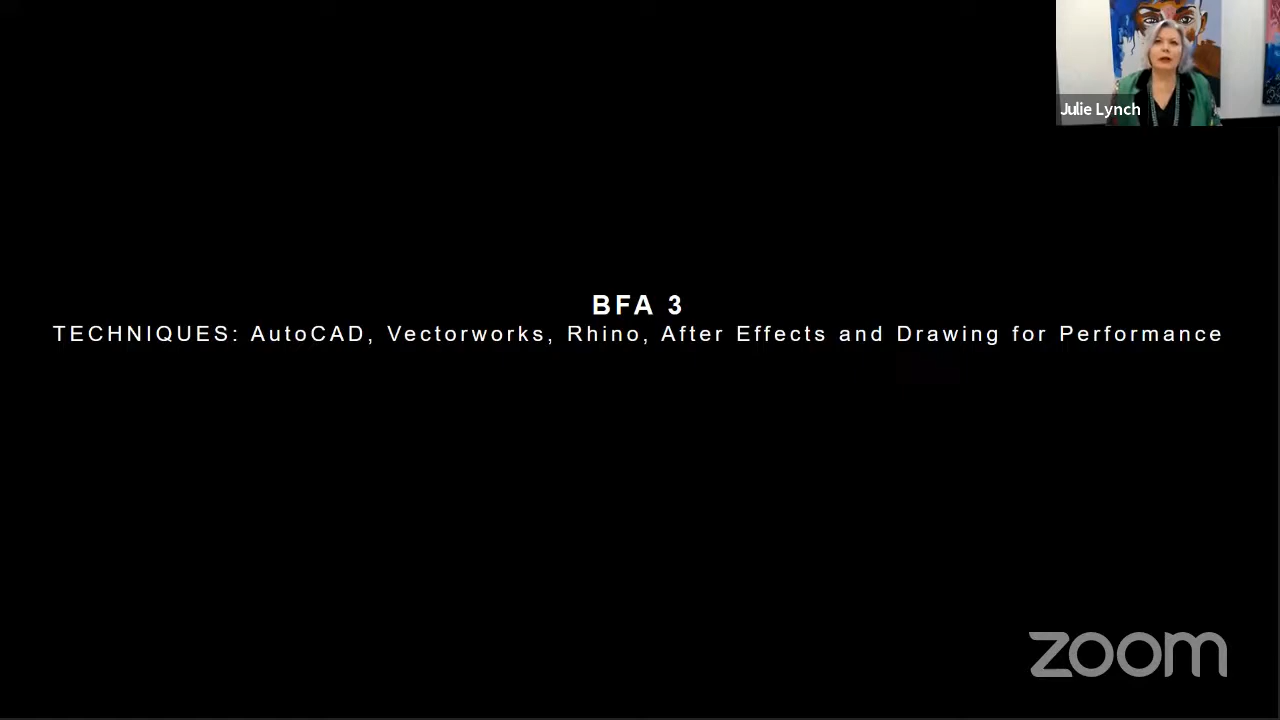 Julie Lynch
BFA 3
TECHNIQUES: AutoCAD, Vectorworks, Rhino, After Effects and Drawing for Performance
zoom